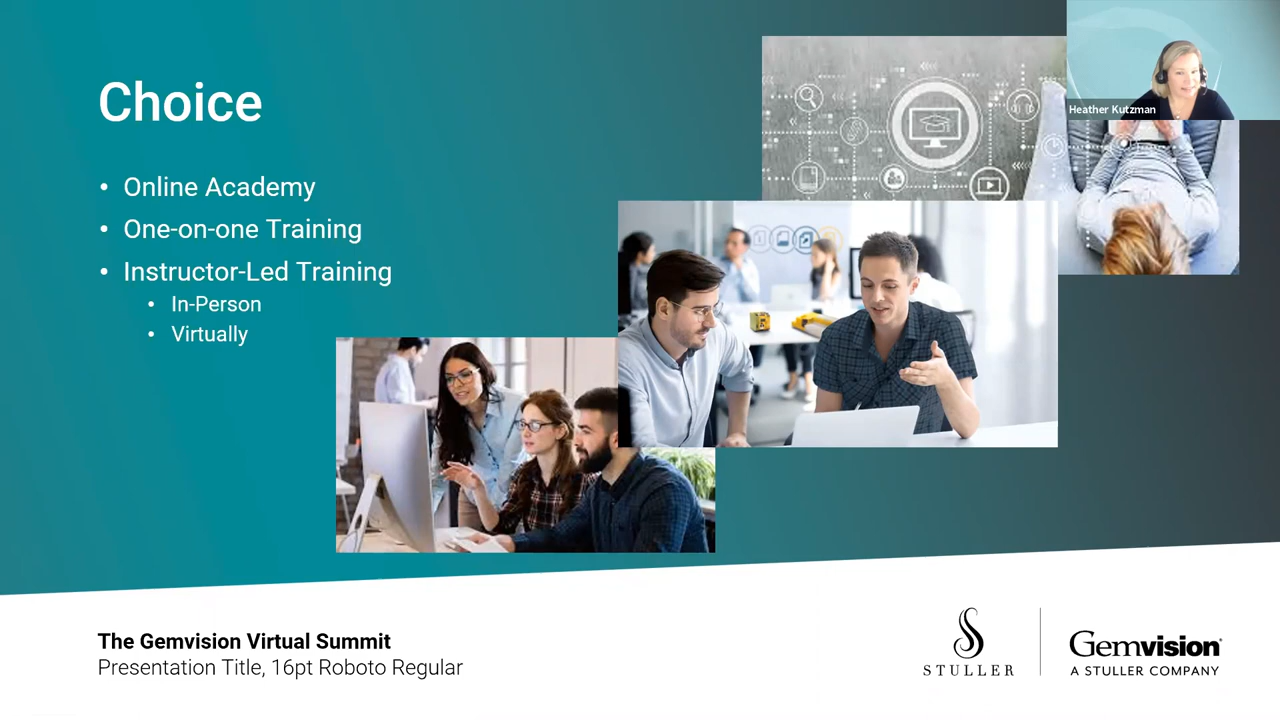 Choice
• Online Academy
• One-on-one Training
• Instructor-Led Training
• In-Person
• Virtually
Heather Kutzman
The Gemvision Virtual Summit
Presentation Title, 16pt Roboto Regular
STULLER
Gemvision
A STULLER COMPANY